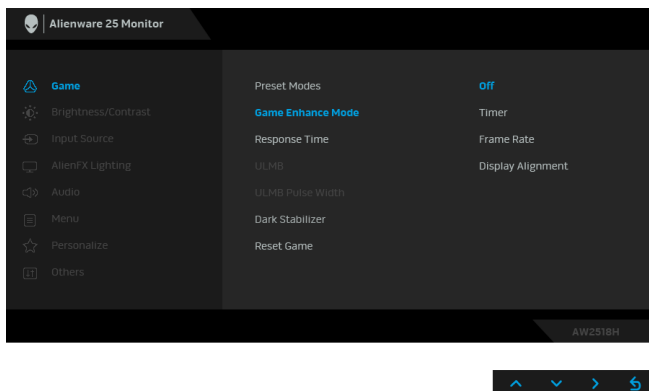 Alienware 25 Monitor
Game
Preset Modes
Off
Brightness/Contrast
Game Enhance Mode
Timer
Input Source
Response Time
Frame Rate
AlienFX Lighting
ULMB
Display Alignment
Audio
ULMB Pulse Width
Menu
Dark Stabilizer
Personalize
Reset Game
Others
AW2518H